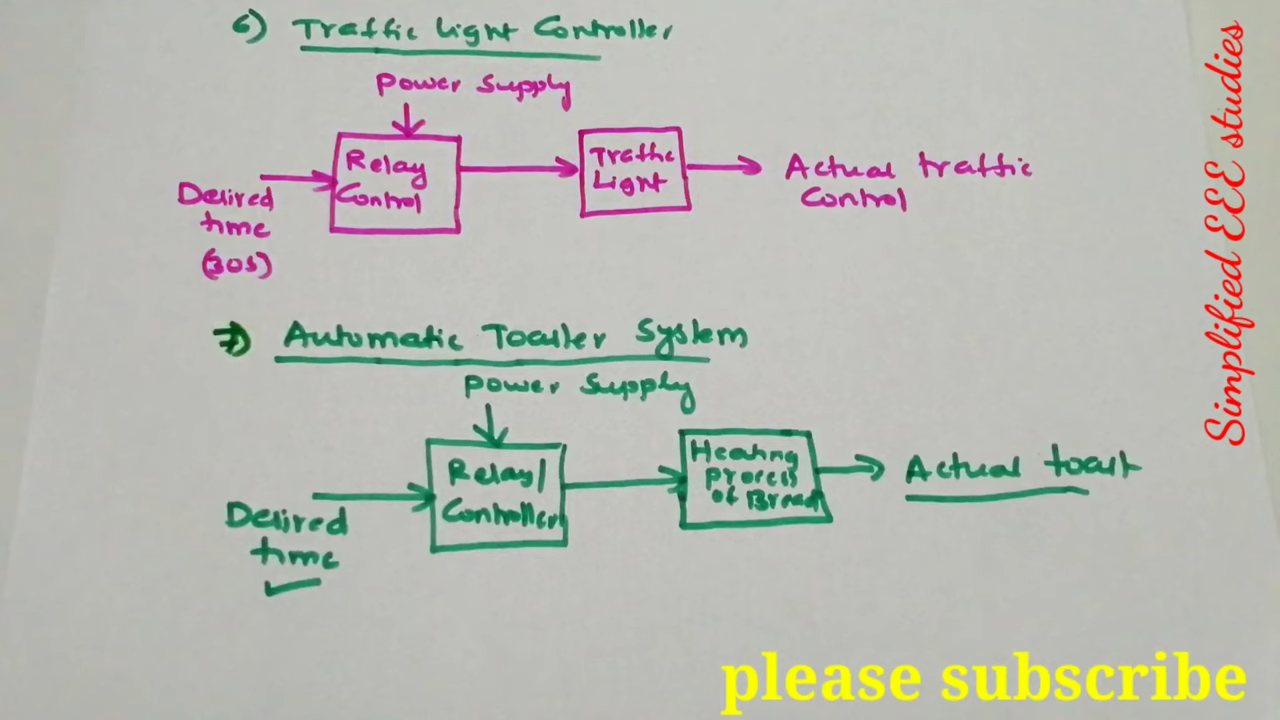 6) Traffic Light Controller
Power Supply
Relay
Control
Traffic
Light
Actual traffic
Control
Desired
time
(30s)
7) Automatic Toaster System
Power Supply
Relay/
Controller
Heating
Process
of Bread
Actual toast
Desired
time
Simplified EEE studies
please subscribe